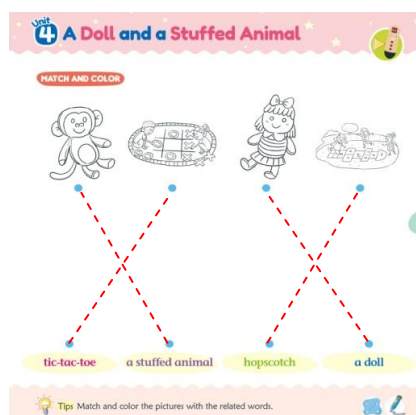 Unit
4 A Doll and a Stuffed Animal
MATCH AND COLOR
tic-tac-toe a stuffed animal hopscotch a doll
Tips Match and color the pictures with the related words.